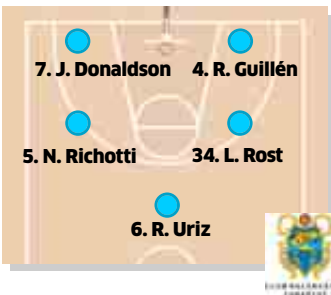 7. J. Donaldson 4. R. Guillén
5. N. Richotti 34. L. Rost
6. R. Uriz